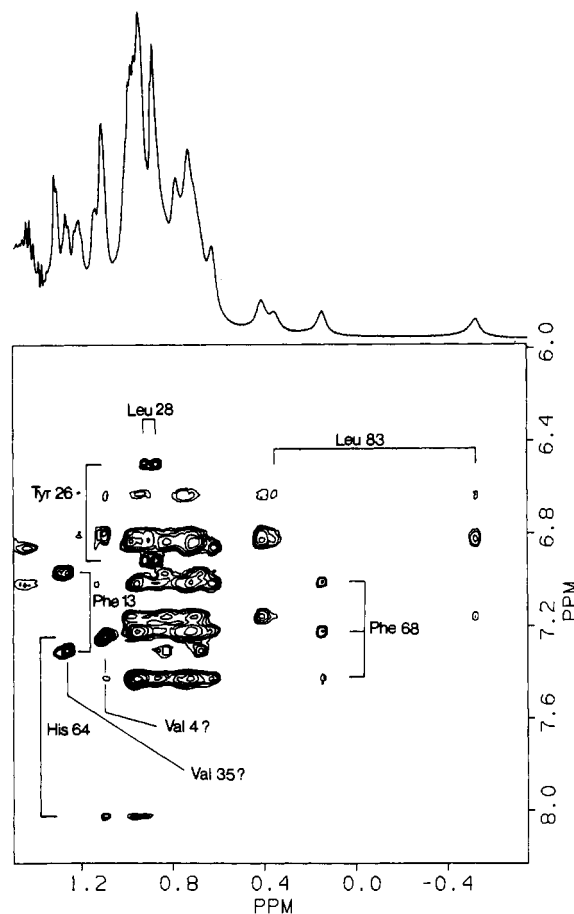 6.0
Leu 28
6.4
Leu 83
Tyr 26
6.8
Phe 13
7.2
PPM
Phe 68
His 64
Val 4?
7.6
Val 35?
8.0
1.2 0.8 0.4 0.0 -0.4
PPM